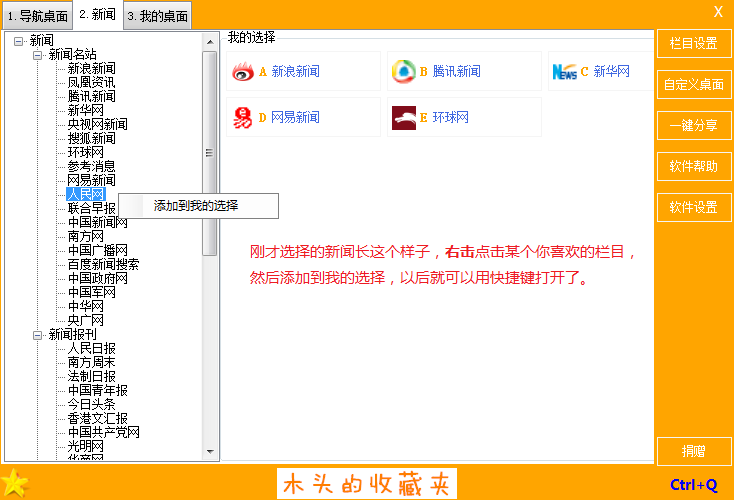 1. 导航桌面
2. 新闻
3. 我的桌面
X
新闻
新闻名站
新浪新闻
凤凰资讯
腾讯新闻
新华网
央视网新闻
搜狐新闻
环球网
参考消息
网易新闻
人民网
联合早报
中国新闻网
南方网
中国广播网
百度新闻搜索
中国政府网
中国军网
中华网
央广网
新闻报刊
人民日报
南方周末
法制日报
中国青年报
今日头条
香港文汇报
中国共产党网
光明网
添加到我的选择
我的选择
A 新浪新闻
B 腾讯新闻
NEWS C 新华网
D 网易新闻
E 环球网
刚才选择的新闻长这个样子，右击点击某个你喜欢的栏目，
然后添加到我的选择，以后就可以用快捷键打开了。
栏目设置
自定义桌面
一键分享
软件帮助
软件设置
捐赠
木头的收藏夹
Ctrl+Q